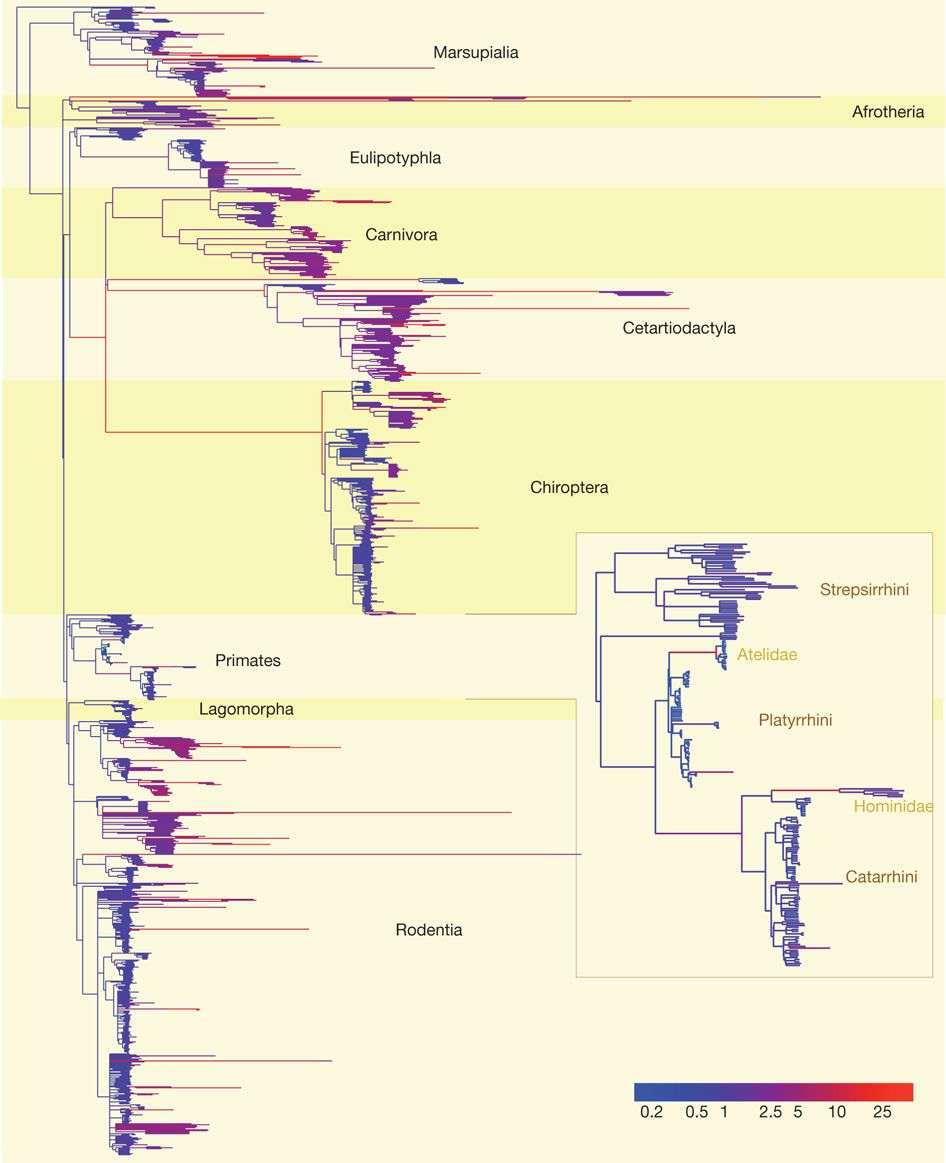 Marsupialia
Afrotheria
Eulipotyphla
Carnivora
Cetartiodactyla
Chiroptera
Strepsirrhini
Atelidae
Primates
Lagomorpha
Platyrrhini
Hominidae
Catarrhini
Rodentia
0.2 0.5 1 2.5 5 10 25